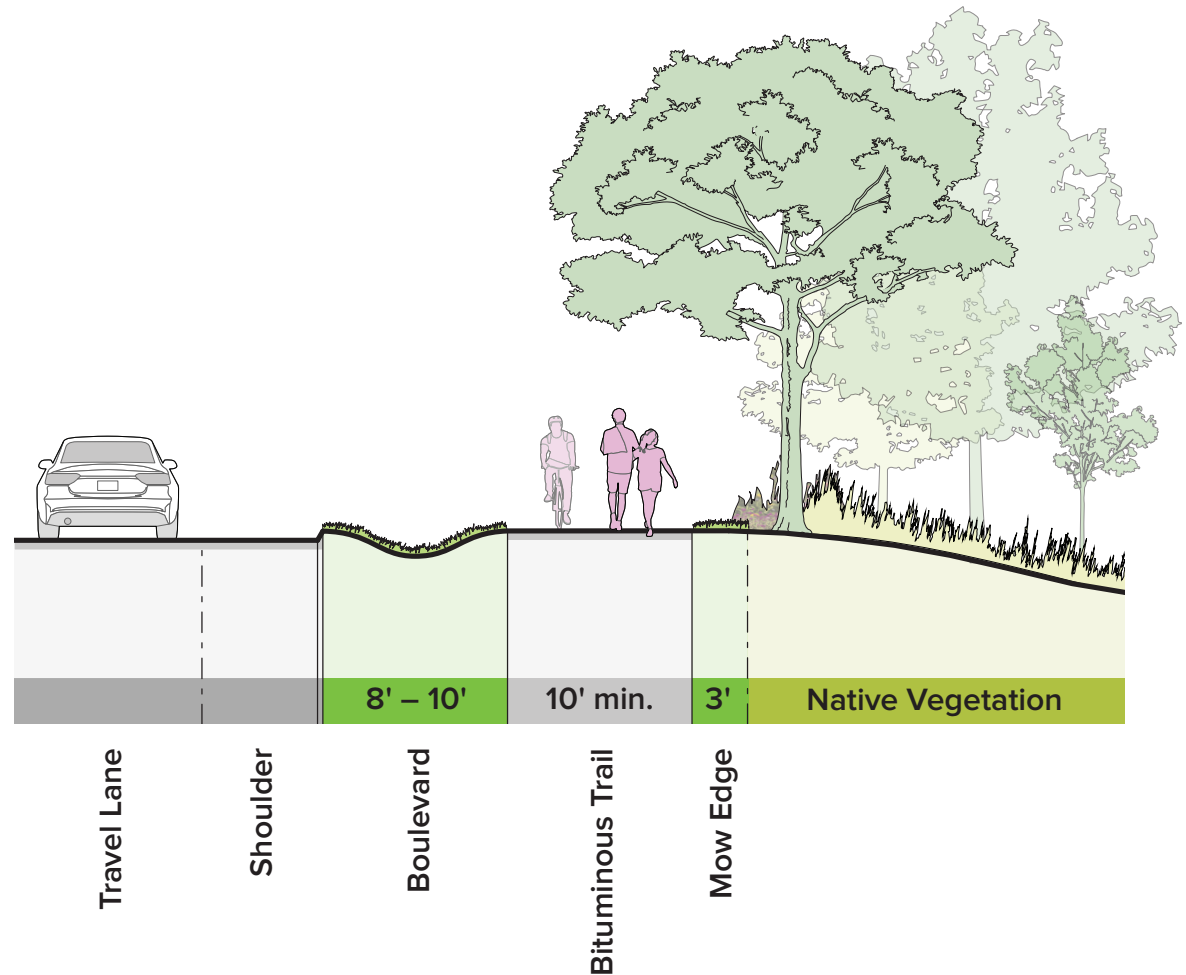 8' – 10'
10' min.
3'
Native Vegetation
Travel Lane
Shoulder
Boulevard
Bituminous Trail
Mow Edge